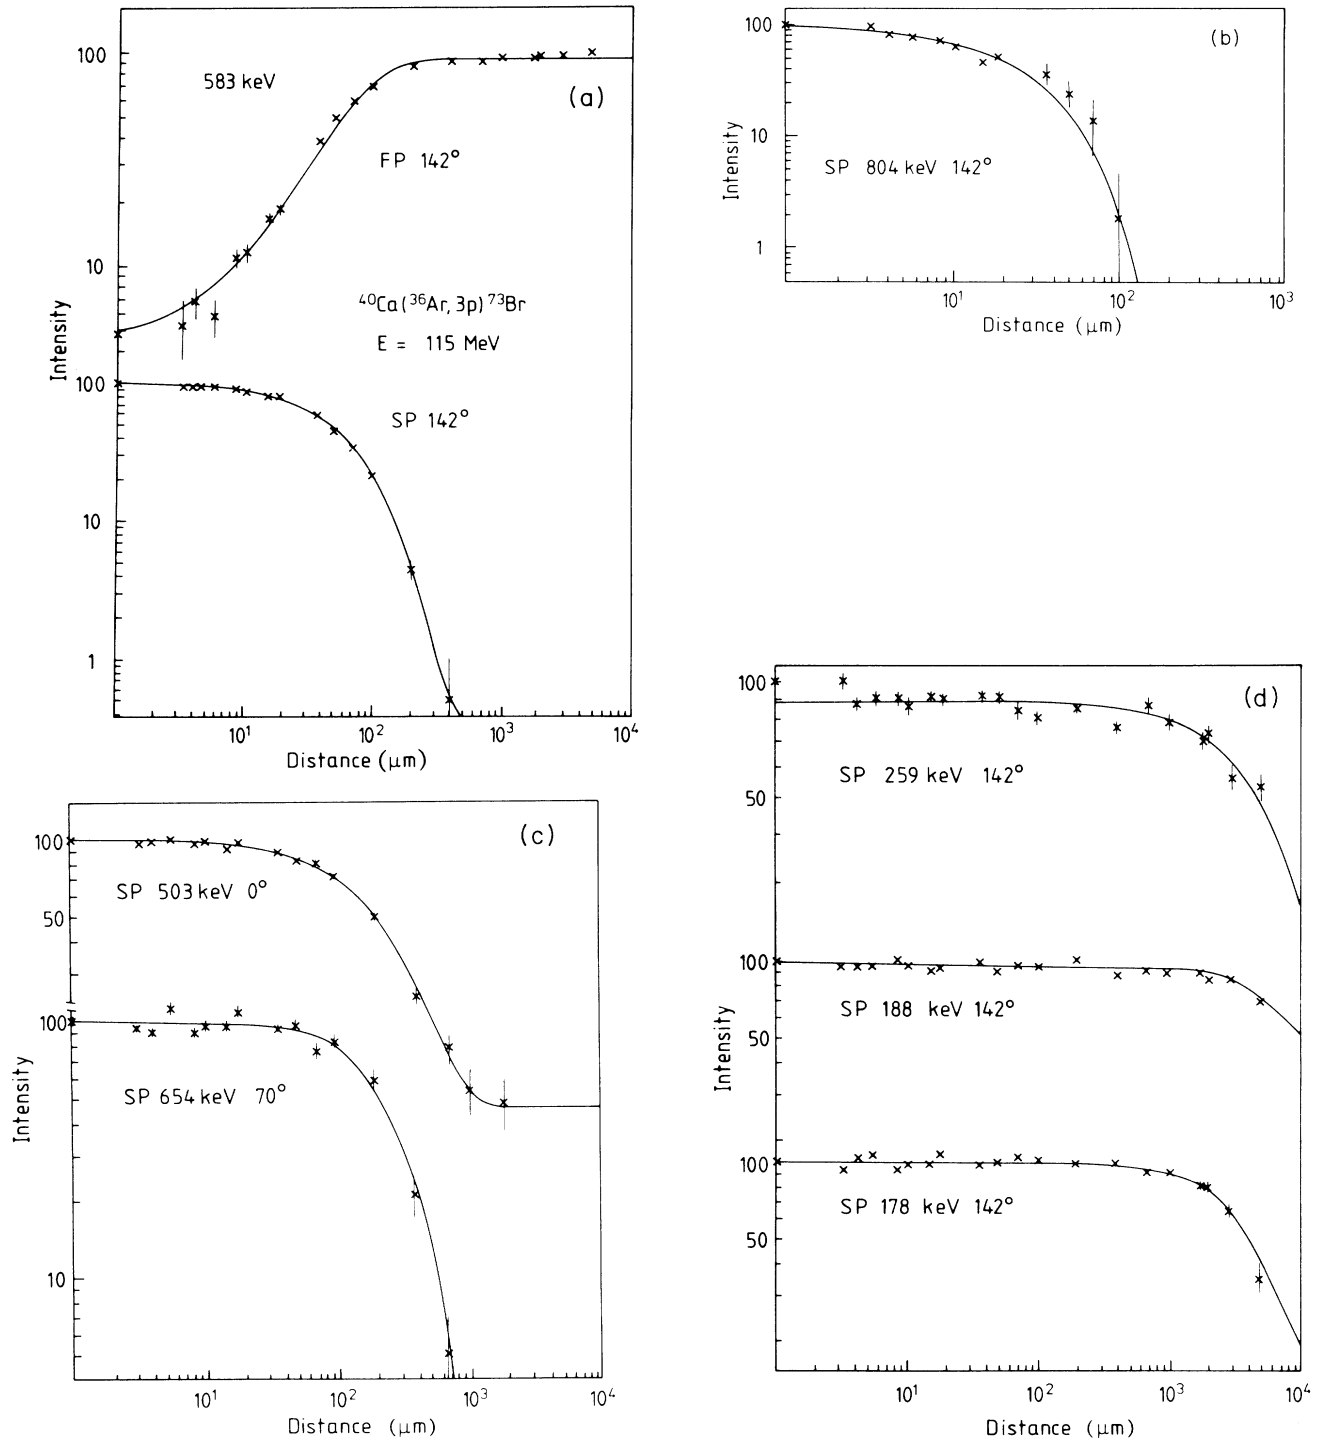 (a)
583 keV
FP 142°
⁴⁰Ca(³⁶Ar, 3p)⁷³Br
E = 115 MeV
SP 142°
Intensity
100
10
100
10
1
10¹ 10² 10³ 10⁴
Distance (μm)
(b)
SP 804 keV 142°
Intensity
100
10
1
10¹ 10² 10³
Distance (μm)
(c)
SP 503 keV 0°
SP 654 keV 70°
Intensity
100
50
100
10
10¹ 10² 10³ 10⁴
Distance (μm)
(d)
SP 259 keV 142°
SP 188 keV 142°
SP 178 keV 142°
Intensity
100
50
100
50
100
50
10¹ 10² 10³ 10⁴
Distance (μm)